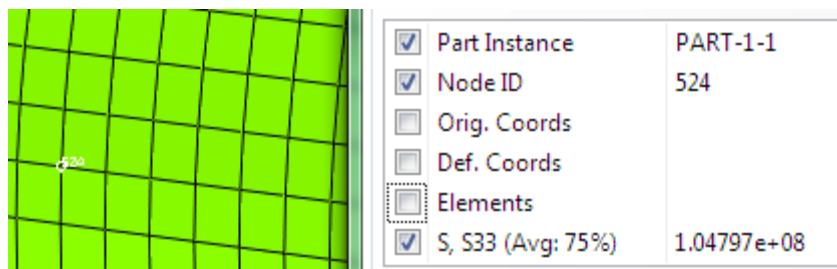 524
Part Instance PART-1-1
Node ID 524
Orig. Coords
Def. Coords
Elements
S, S33 (Avg: 75%) 1.04797e+08